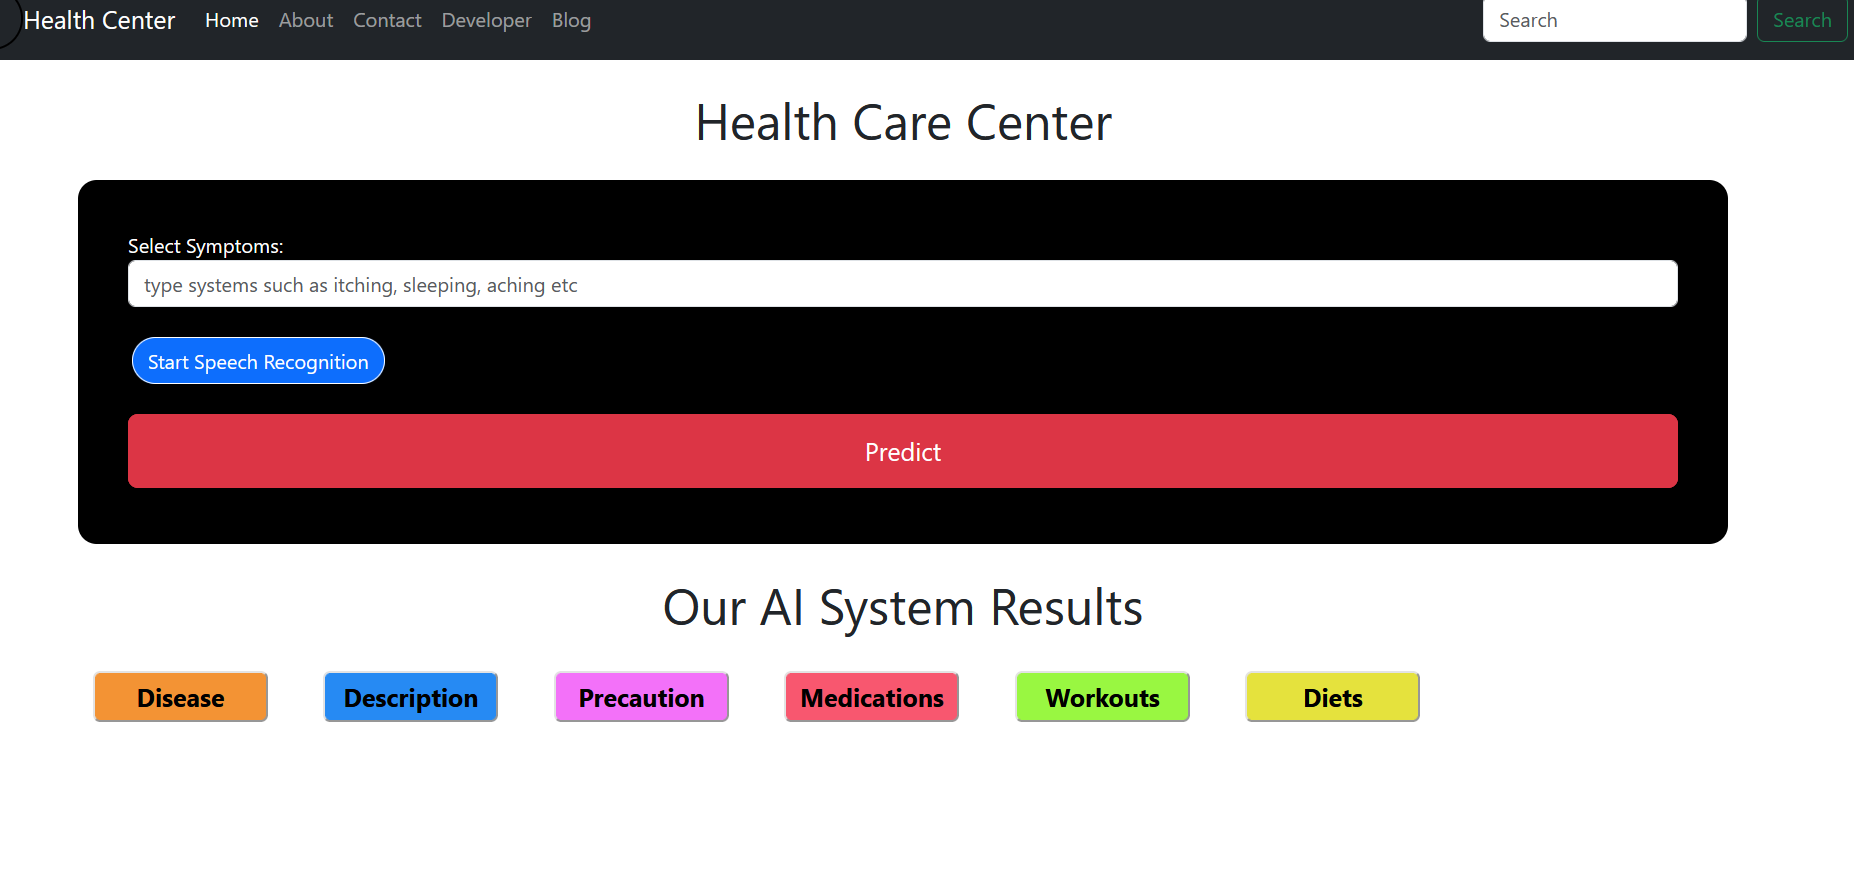 Health Center Home About Contact Developer Blog Search Search
Health Care Center
Select Symptoms:
type systems such as itching, sleeping, aching etc
Start Speech Recognition
Predict
Our AI System Results
Disease Description Precaution Medications Workouts Diets